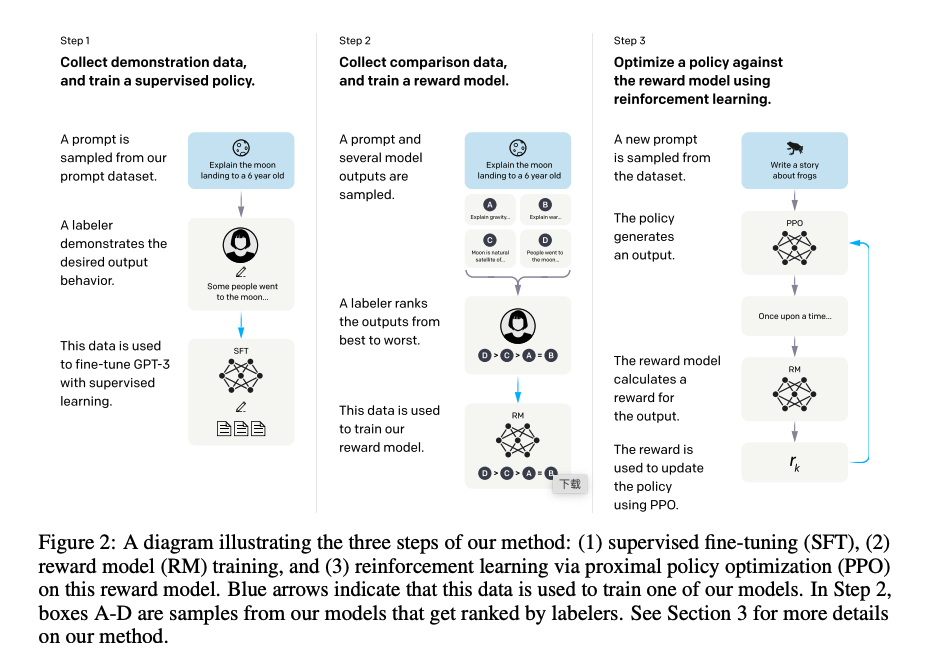 Step 1
Collect demonstration data,
and train a supervised policy.
A prompt is
sampled from our
prompt dataset.
Explain the moon
landing to a 6 year old
A labeler
demonstrates the
desired output
behavior.
Some people went
to the moon...
This data is used
to fine-tune GPT-3
with supervised
learning.
SFT
Step 2
Collect comparison data,
and train a reward model.
A prompt and
several model
outputs are
sampled.
Explain the moon
landing to a 6 year old
A
Explain gravity...
B
Explain war...
C
Moon is natural
satellite of...
D
People went to
the moon...
A labeler ranks
the outputs from
best to worst.
D > C > A = B
This data is used
to train our
reward model.
RM
D > C > A = B
下载
Step 3
Optimize a policy against
the reward model using
reinforcement learning.
A new prompt
is sampled from
the dataset.
Write a story
about frogs
The policy
generates
an output.
PPO
Once upon a time...
The reward model
calculates a
reward for
the output.
RM
The reward is
used to update
the policy
using PPO.
rk
Figure 2: A diagram illustrating the three steps of our method: (1) supervised fine-tuning (SFT), (2)
reward model (RM) training, and (3) reinforcement learning via proximal policy optimization (PPO)
on this reward model. Blue arrows indicate that this data is used to train one of our models. In Step 2,
boxes A-D are samples from our models that get ranked by labelers. See Section 3 for more details
on our method.